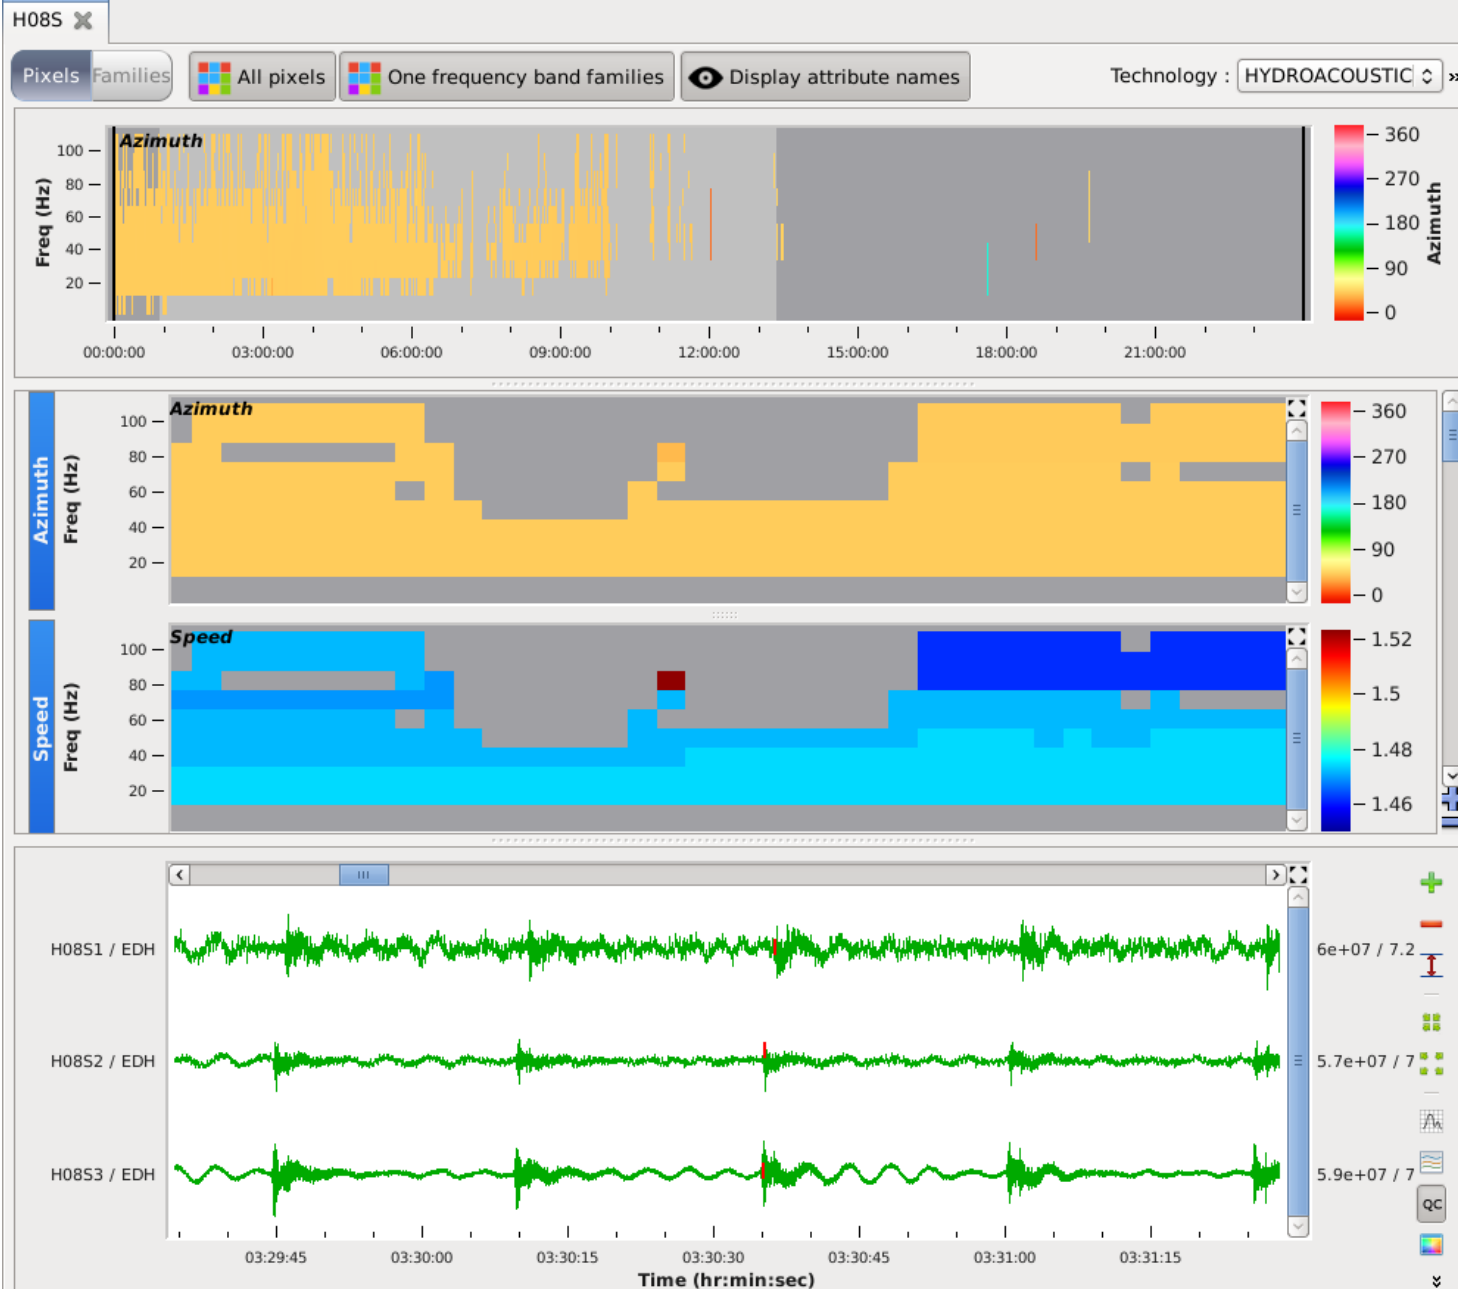 H08S
Pixels Families All pixels One frequency band families Display attribute names Technology : HYDROACOUSTIC »
Azimuth
Freq (Hz)
100
80
60
40
20
00:00:00 03:00:00 06:00:00 09:00:00 12:00:00 15:00:00 18:00:00 21:00:00
360
270
180
90
0
Azimuth
Azimuth
Freq (Hz)
Azimuth
100
80
60
40
20
360
270
180
90
0
Speed
Freq (Hz)
Speed
100
80
60
40
20
1.52
1.5
1.48
1.46
H08S1 / EDH 6e+07 / 7.2
H08S2 / EDH 5.7e+07 / 7
H08S3 / EDH 5.9e+07 / 7
QC
03:29:45 03:30:00 03:30:15 03:30:30 03:30:45 03:31:00 03:31:15
Time (hr:min:sec)